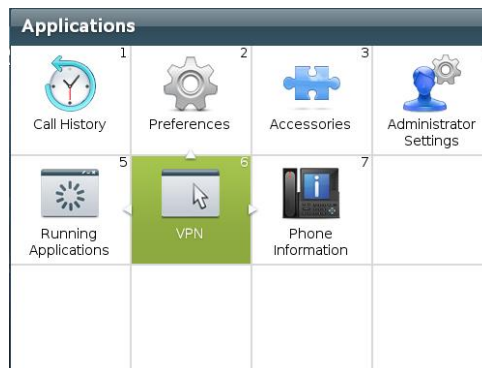 Applications
1
2
3
Call History
Preferences
Accessories
Administrator
Settings
5
6
7
Running
Applications
VPN
Phone
Information